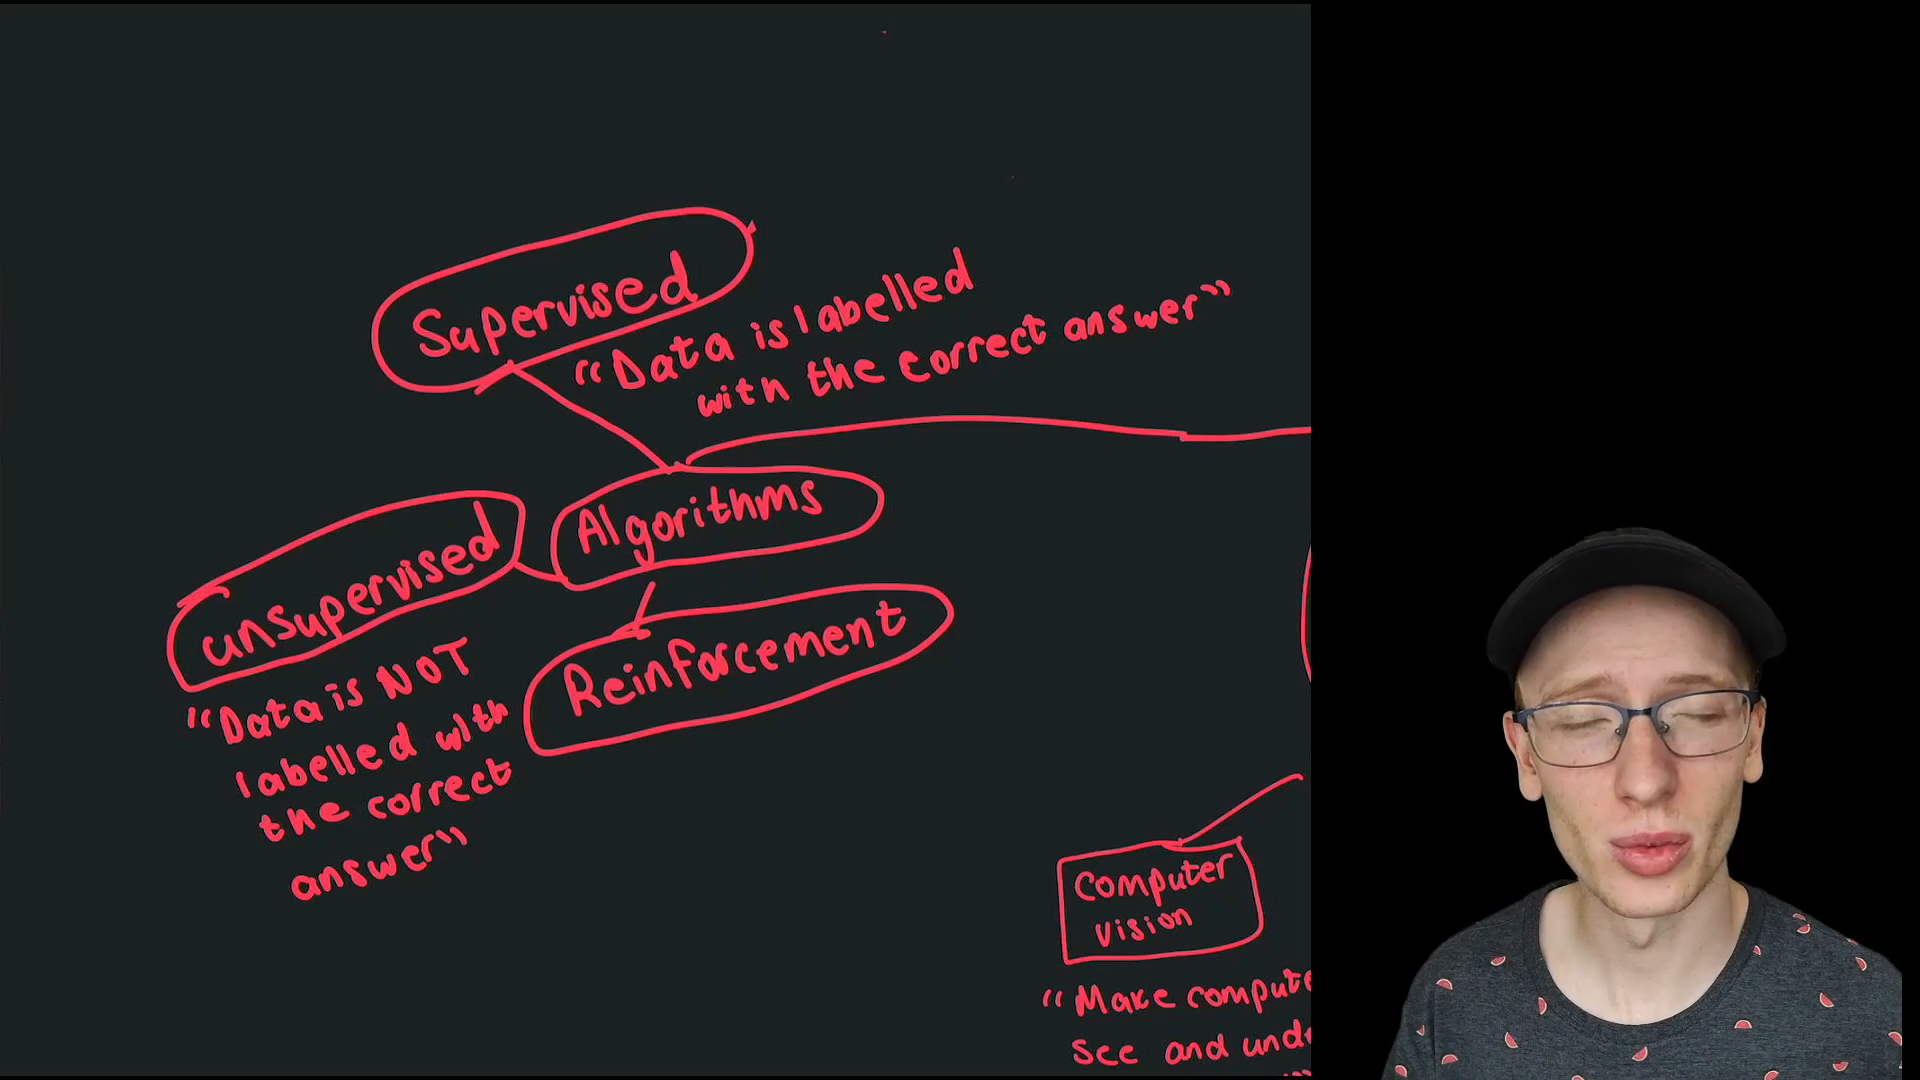 Supervised
"Data is labelled
with the correct answer"
Algorithms
unsupervised
"Data is NOT
labelled with
the correct
answer"
Reinforcement
Computer
vision
"Make compute
see and unde